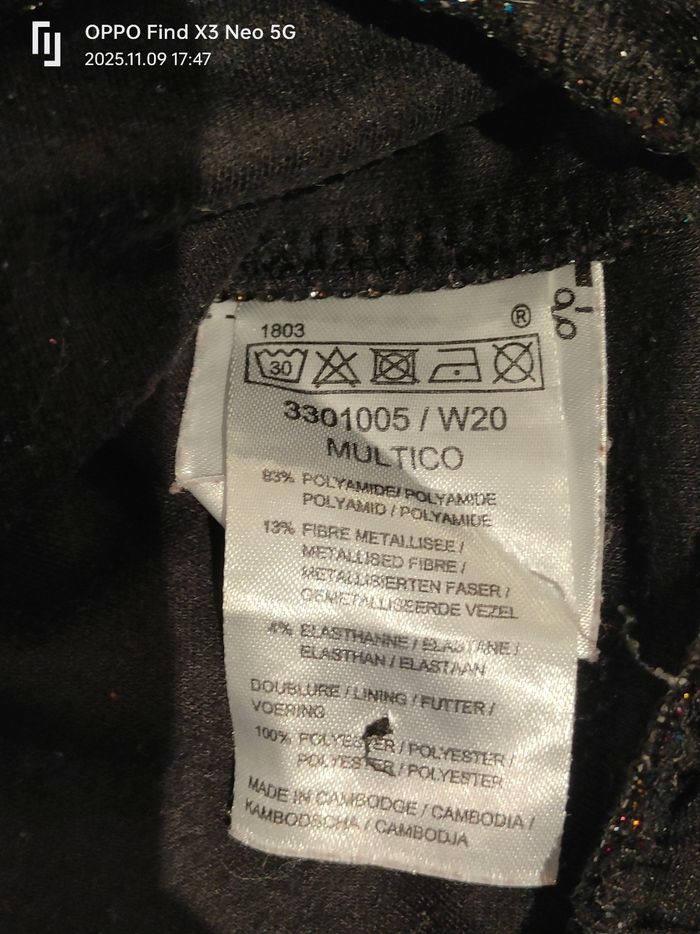 OPPO Find X3 Neo 5G
2025.11.09 17:47
1803
®
30
3301005 / W20
MULTICO
83% POLYAMIDE/ POLYAMIDE
POLYAMID / POLYAMIDE
13% FIBRE METALLISEE /
METALLISED FIBRE /
METALLISIERTEN FASER /
GEMETALLISEERDE VEZEL
4% ELASTHANNE / ELASTANE /
ELASTHAN / ELASTAAN
DOUBLURE / LINING / FUTTER /
VOERING
100% POLYESTER / POLYESTER /
POLYESTER / POLYESTER
MADE IN CAMBODGE / CAMBODIA /
KAMBODSCHA / CAMBODJA